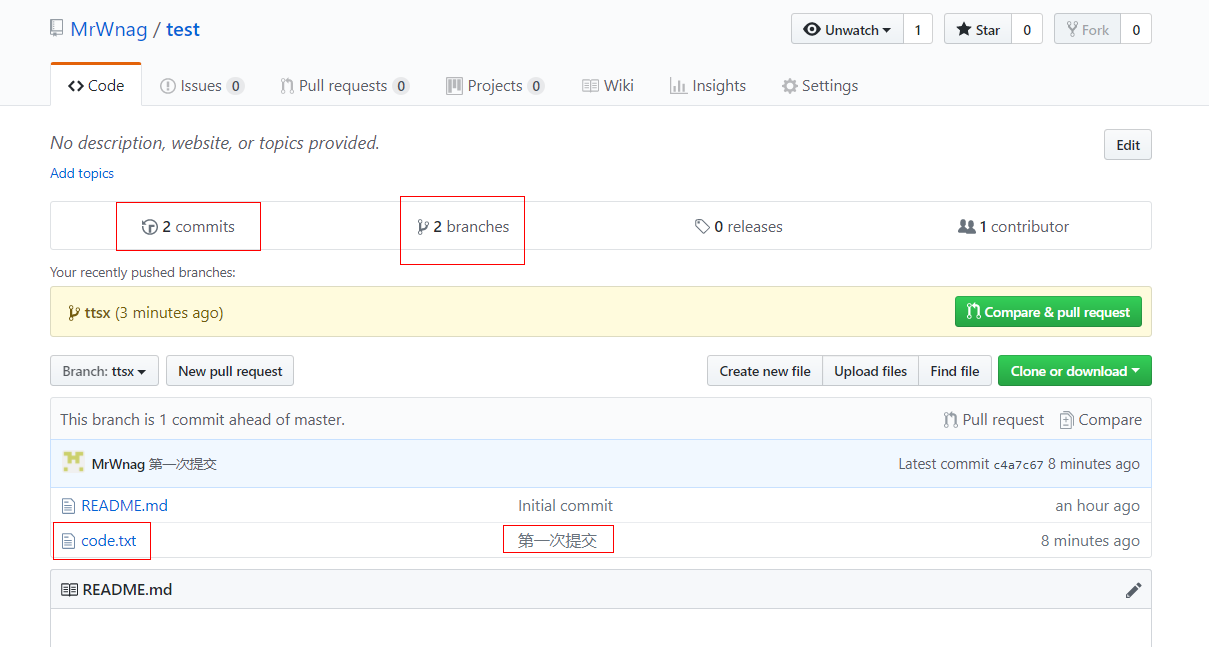 MrWnag / test Unwatch 1 Star 0 Fork 0
Code Issues 0 Pull requests 0 Projects 0 Wiki Insights Settings
No description, website, or topics provided. Edit
Add topics
2 commits 2 branches 0 releases 1 contributor
Your recently pushed branches:
ttsx (3 minutes ago) Compare & pull request
Branch: ttsx New pull request Create new file Upload files Find file Clone or download
This branch is 1 commit ahead of master. Pull request Compare
MrWnag 第一次提交 Latest commit c4a7c67 8 minutes ago
README.md Initial commit an hour ago
code.txt 第一次提交 8 minutes ago
README.md